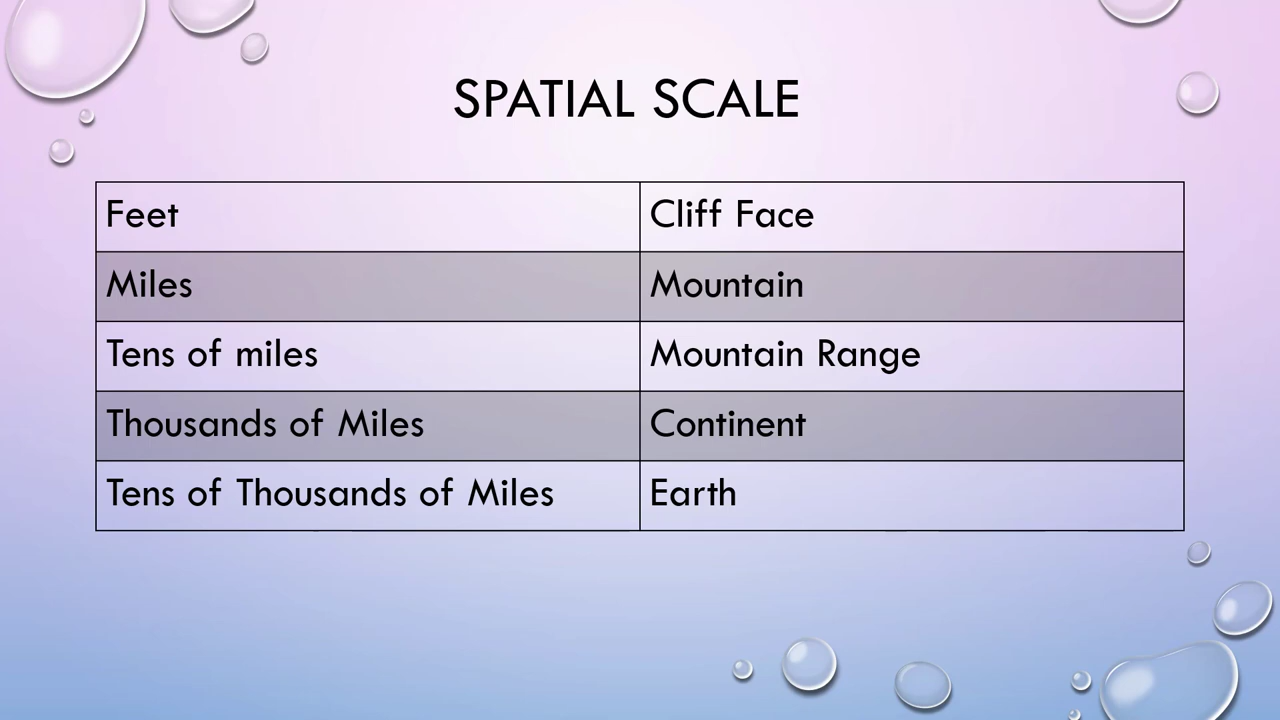 SPATIAL SCALE
Feet Cliff Face
Miles Mountain
Tens of miles Mountain Range
Thousands of Miles Continent
Tens of Thousands of Miles Earth